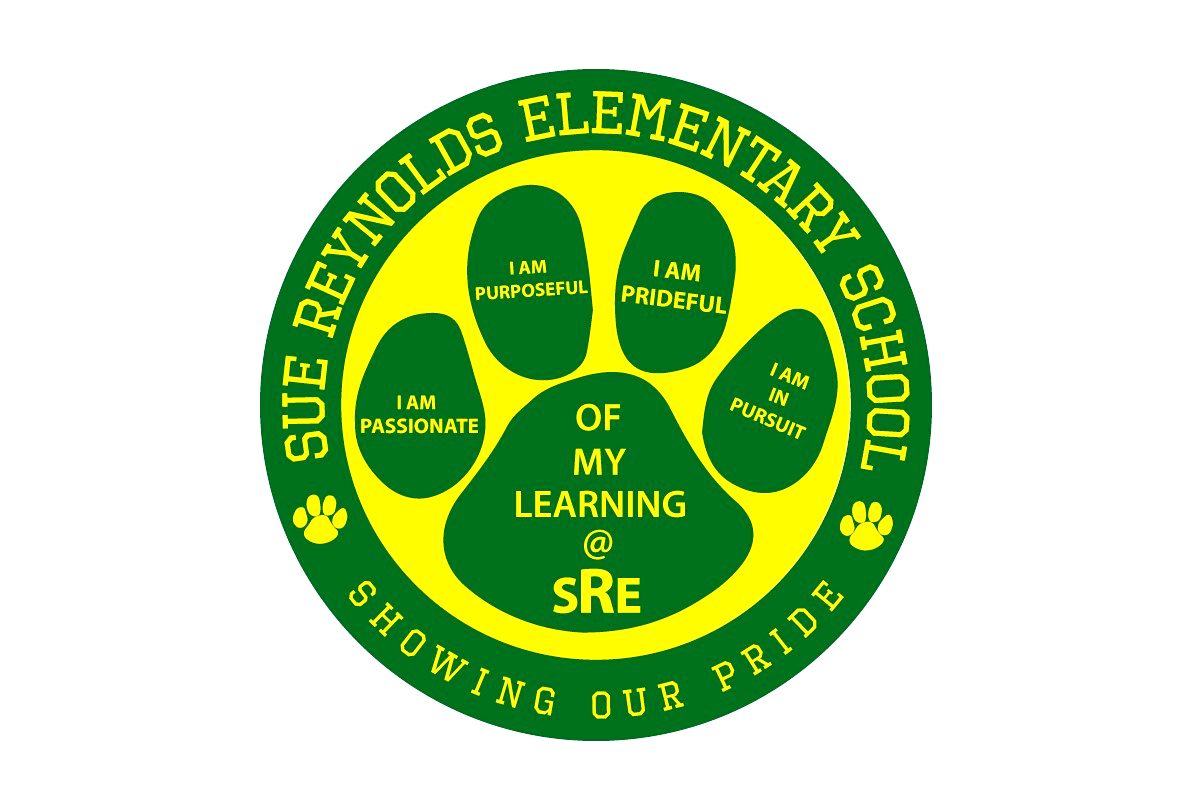 SUE REYNOLDS ELEMENTARY SCHOOL
I AM
PASSIONATE
I AM
PURPOSEFUL
I AM
PRIDEFUL
I AM
IN
PURSUIT
OF
MY
LEARNING
@
SRE
SHOWING OUR PRIDE